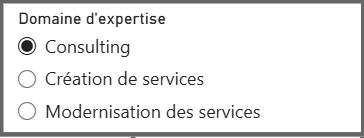 Domaine d'expertise
Consulting
Création de services
Modernisation des services